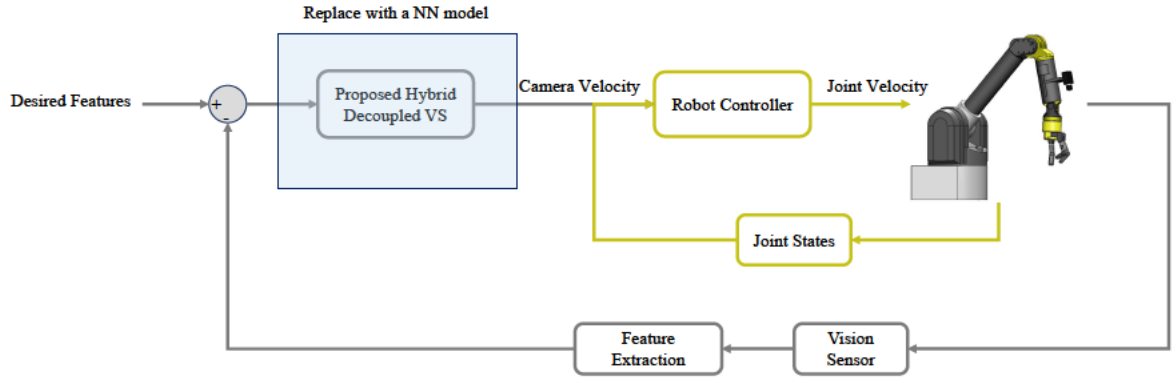 Replace with a NN model
Desired Features
+
-
Proposed Hybrid
Decoupled VS
Camera Velocity
Robot Controller
Joint Velocity
Joint States
Feature
Extraction
Vision
Sensor